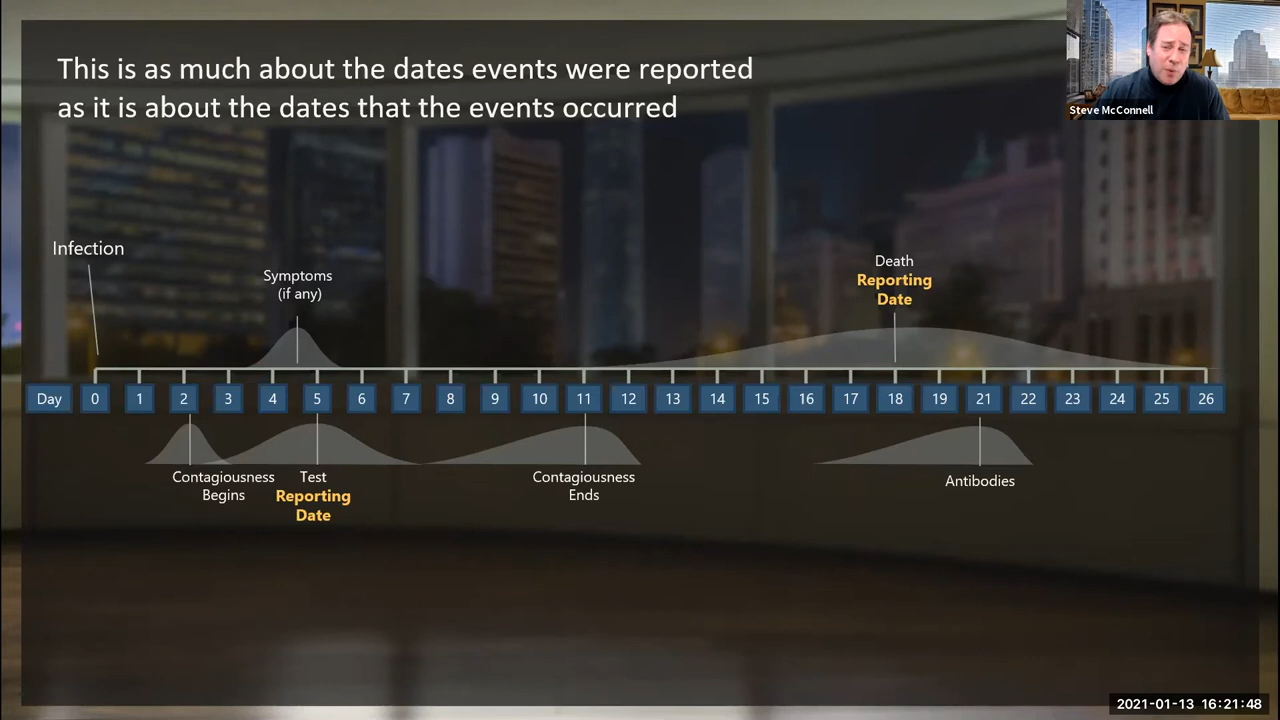 This is as much about the dates events were reported
as it is about the dates that the events occurred
Steve McConnell
Infection
Symptoms
(if any)
Death
Reporting
Date
Day 0 1 2 3 4 5 6 7 8 9 10 11 12 13 14 15 16 17 18 19 20 21 22 23 24 25 26
Contagiousness
Begins
Test
Reporting
Date
Contagiousness
Ends
Antibodies
2021-01-13 16:21:48